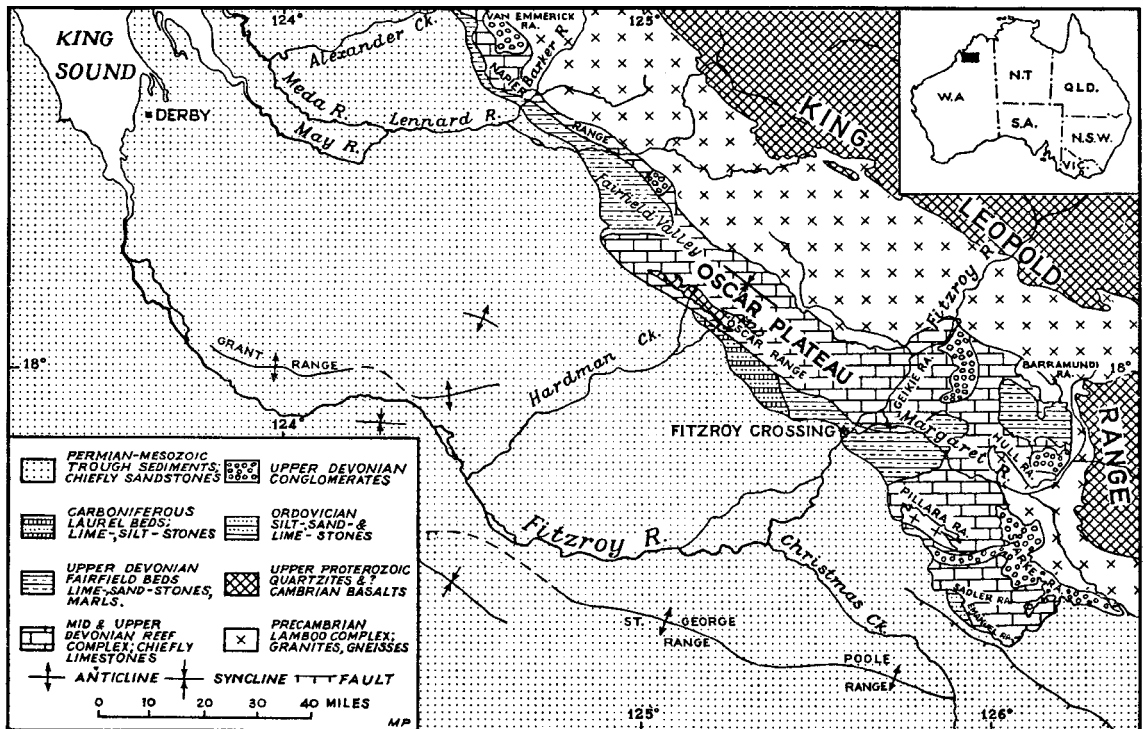 124°
125°
KING
SOUND
DERBY
Alexander Ck.
Meda R.
May R.
Lennard R.
VAN EMMERICK
RA.
NAPIER
Barker R.
RANGE
Fairfield Valley
OSCAR PLATEAU
OSCAR RANGE
KING
LEOPOLD
RANGE
W.A
N.T
QLD.
S.A.
N.S.W.
VIC.
Fitzroy R.
18°
GRANT RANGE
Hardman Ck.
GEIKIE RA.
BARRAMUNDI
RA.
18°
124°
FITZROY CROSSING
Margaret R.
HULL RA.
PILLARA RA.
SPARKE RA.
SADLER RA.
EMANUEL RA.
Fitzroy R.
Christmas Ck.
ST. GEORGE
RANGE
POOLE
RANGE
125°
126°
PERMIAN-MESOZOIC
TROUGH SEDIMENTS;
CHIEFLY SANDSTONES
UPPER DEVONIAN
CONGLOMERATES
CARBONIFEROUS
LAUREL BEDS;
LIME-, SILT-STONES
ORDOVICIAN
SILT-SAND-&
LIME-STONES
UPPER DEVONIAN
FAIRFIELD BEDS
LIME-SAND-STONES,
MARLS.
UPPER PROTEROZOIC
QUARTZITES &?
CAMBRIAN BASALTS
MID & UPPER
DEVONIAN REEF
COMPLEX; CHIEFLY
LIMESTONES
PRECAMBRIAN
LAMBOO COMPLEX;
GRANITES, GNEISSES
ANTICLINE SYNCLINE FAULT
0 10 20 30 40 MILES
MP